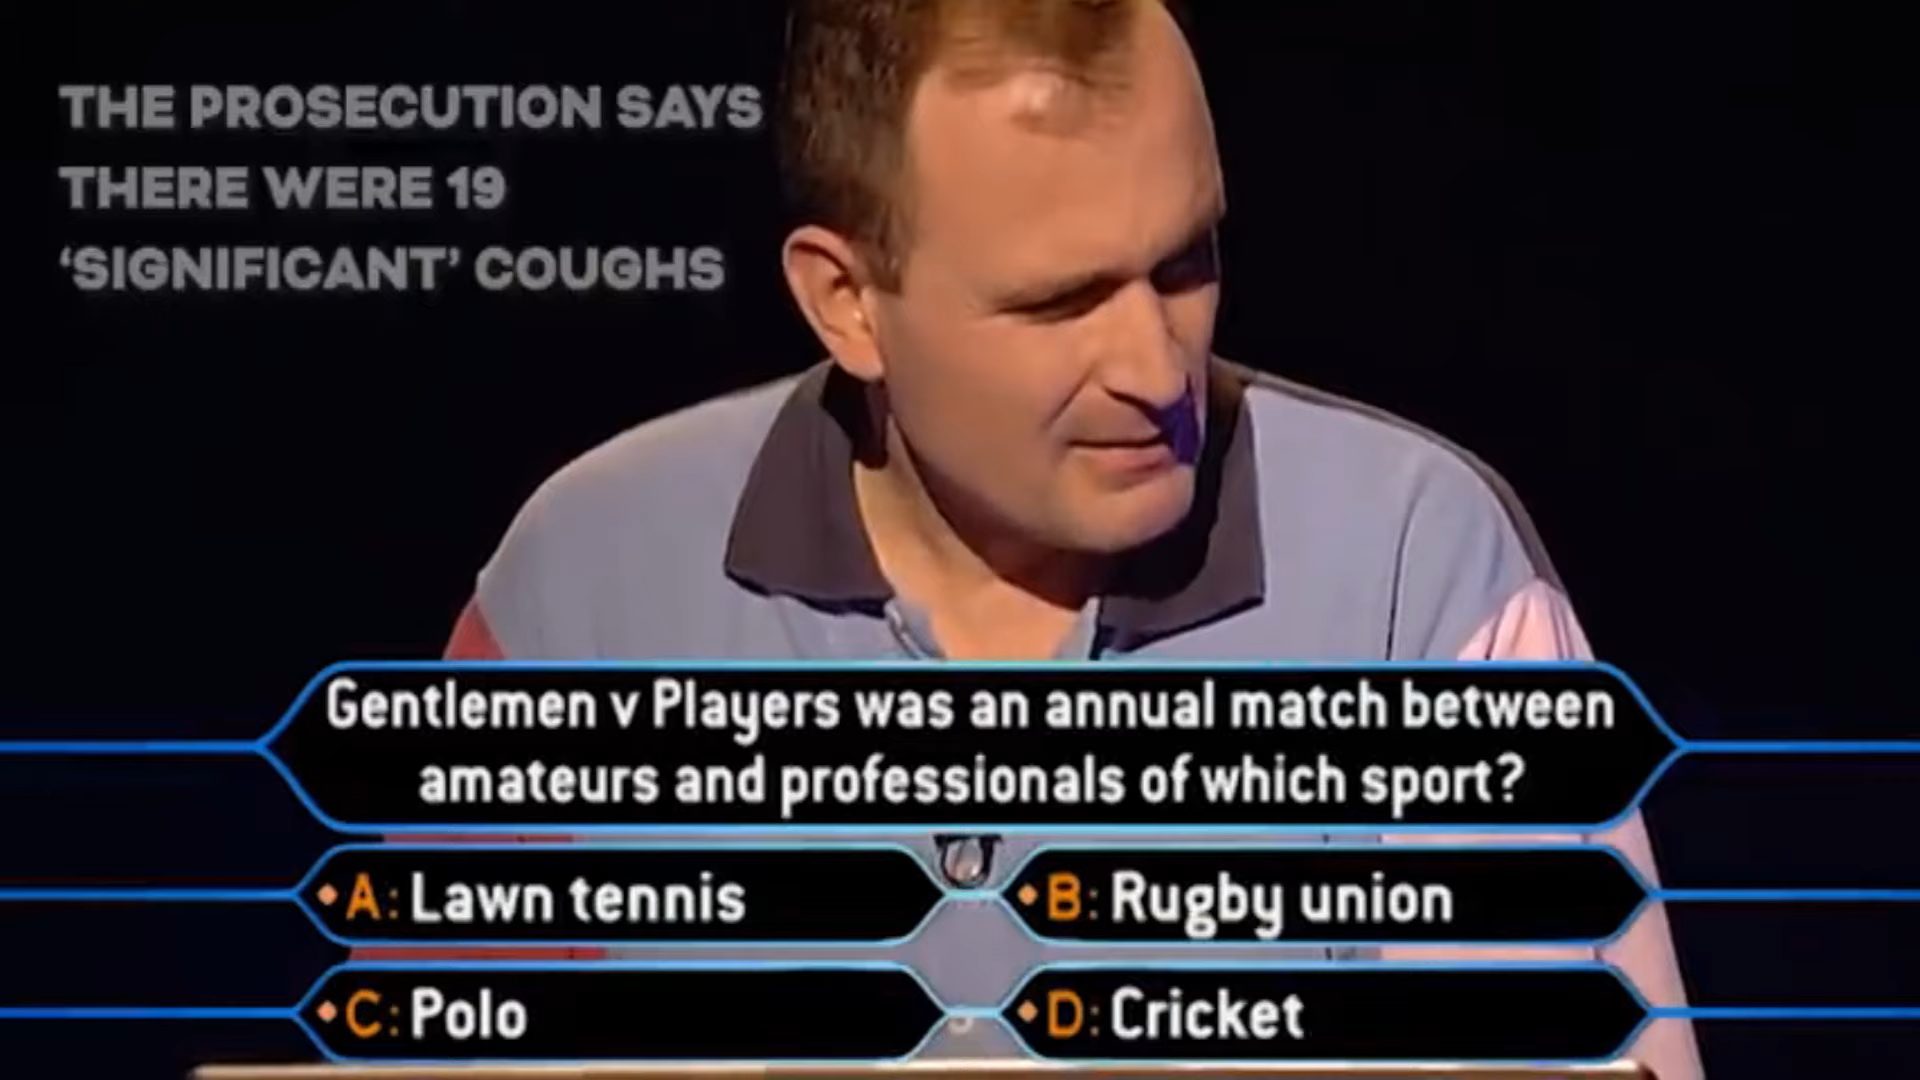 THE PROSECUTION SAYS
THERE WERE 19
‘SIGNIFICANT’ COUGHS
Gentlemen v Players was an annual match between
amateurs and professionals of which sport?
A: Lawn tennis
B: Rugby union
C: Polo
D: Cricket